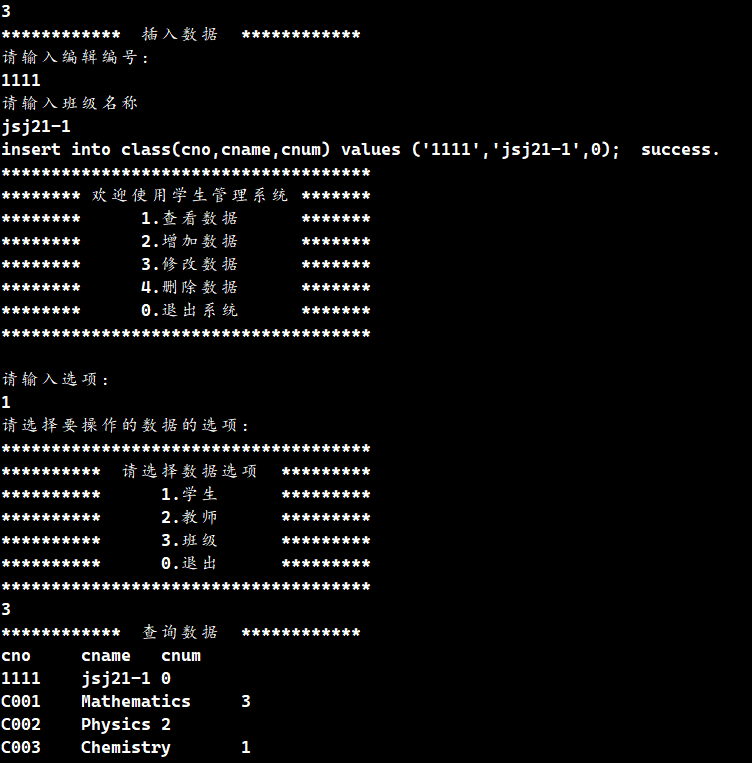 3
************  插入数据  ************
请输入编辑编号:
1111
请输入班级名称
jsj21-1
insert into class(cno,cname,cnum) values ('1111','jsj21-1',0);  success.
*************************************
******** 欢迎使用学生管理系统 *******
********      1.查看数据      *******
********      2.增加数据      *******
********      3.修改数据      *******
********      4.删除数据      *******
********      0.退出系统      *******
*************************************

请输入选项:
1
请选择要操作的数据的选项:
*************************************
**********  请选择数据选项  *********
**********      1.学生      *********
**********      2.教师      *********
**********      3.班级      *********
**********      0.退出      *********
*************************************
3
************  查询数据  ************
cno     cname   cnum
1111    jsj21-1 0
C001    Mathematics     3
C002    Physics 2
C003    Chemistry       1